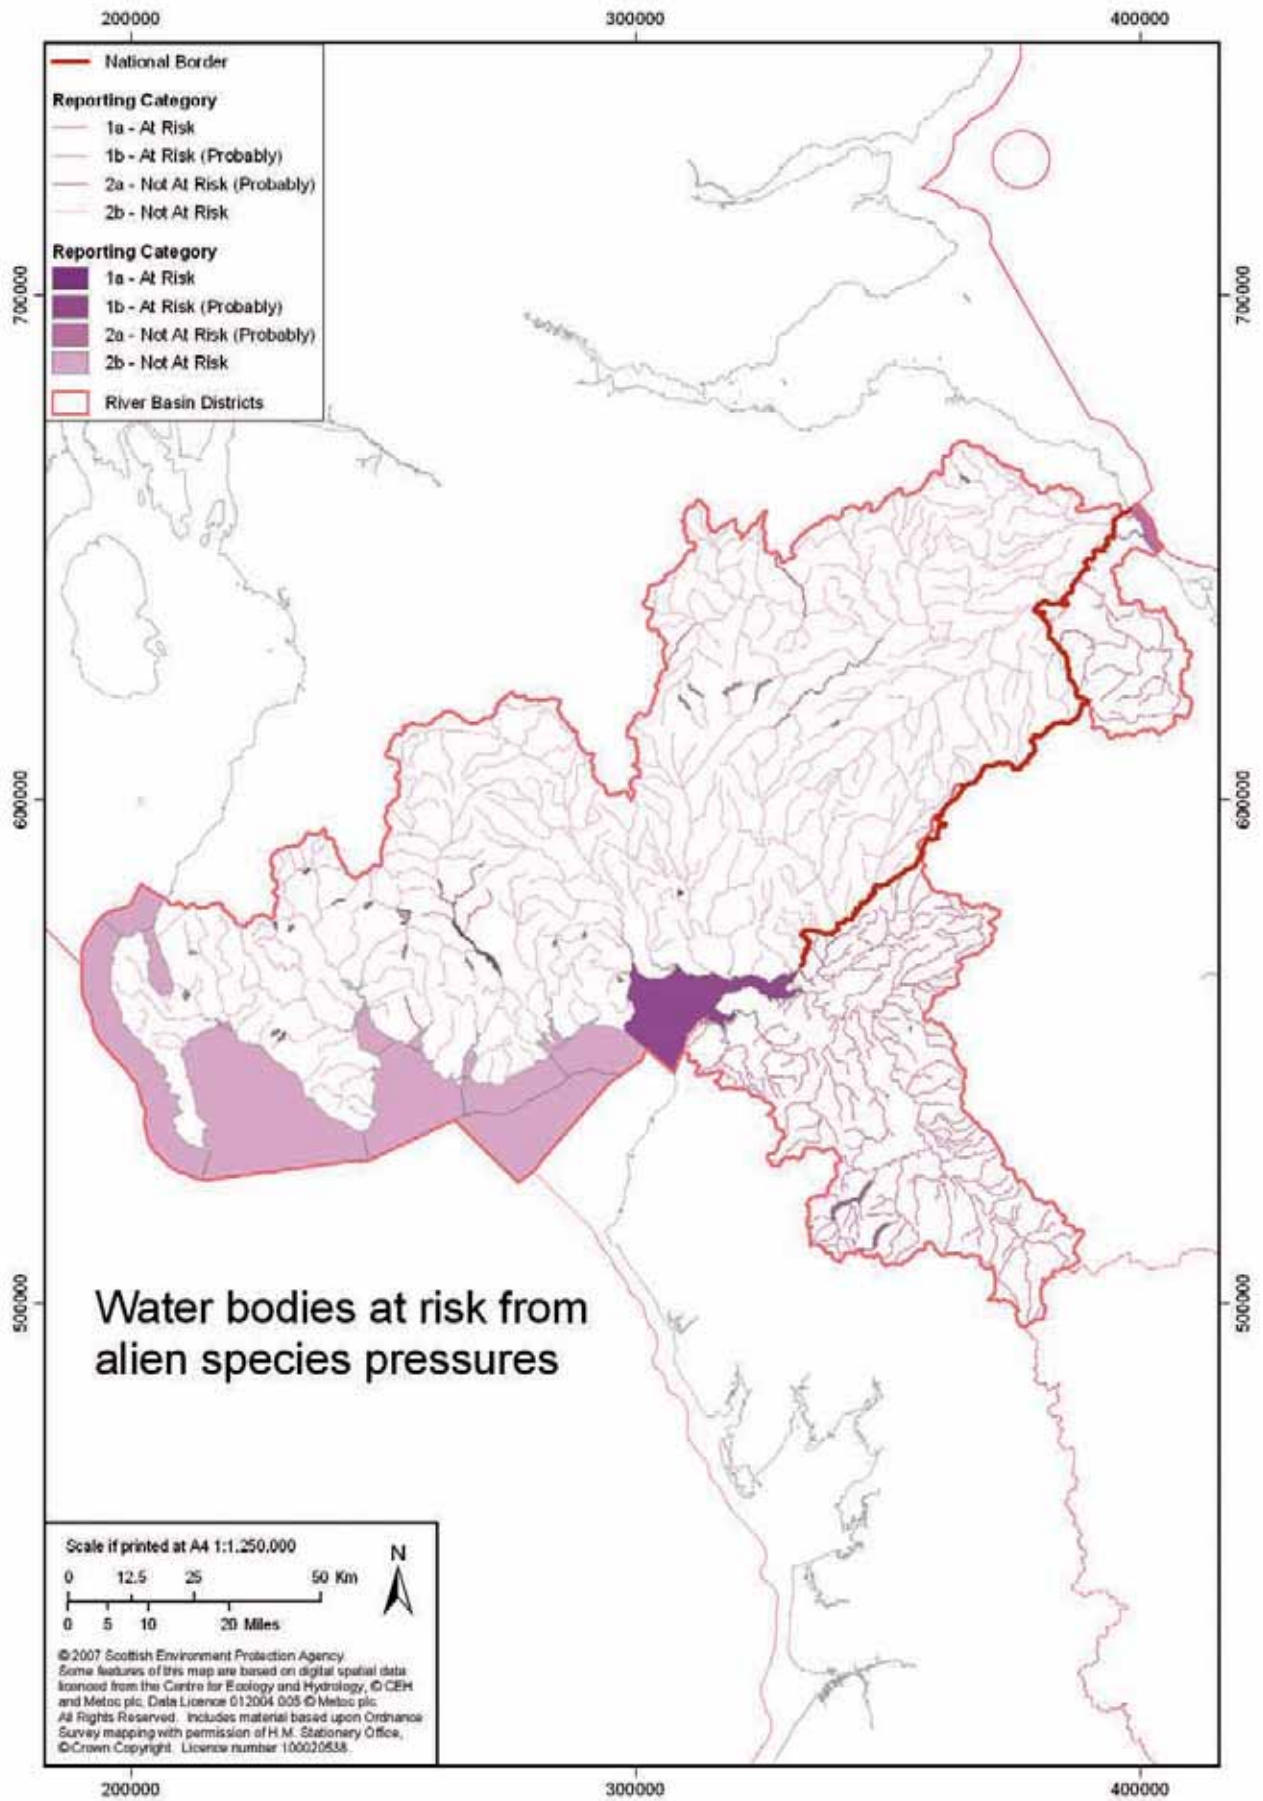 200000 300000 400000
National Border
Reporting Category
1a - At Risk
1b - At Risk (Probably)
2a - Not At Risk (Probably)
2b - Not At Risk
Reporting Category
1a - At Risk
1b - At Risk (Probably)
2a - Not At Risk (Probably)
2b - Not At Risk
River Basin Districts
700000 700000
600000 600000
500000 500000
Water bodies at risk from
alien species pressures
Scale if printed at A4 1:1,250,000
N
0 12.5 25 50 Km
0 5 10 20 Miles
© 2007 Scottish Environment Protection Agency.
Some features of this map are based on digital spatial data
licenced from the Centre for Ecology and Hydrology, © CEH
and Metoc plc, Data Licence 012004.005 © Metoc plc.
All Rights Reserved. Includes material based upon Ordnance
Survey mapping with permission of H.M. Stationery Office,
© Crown Copyright. Licence number 100020538.
200000 300000 400000